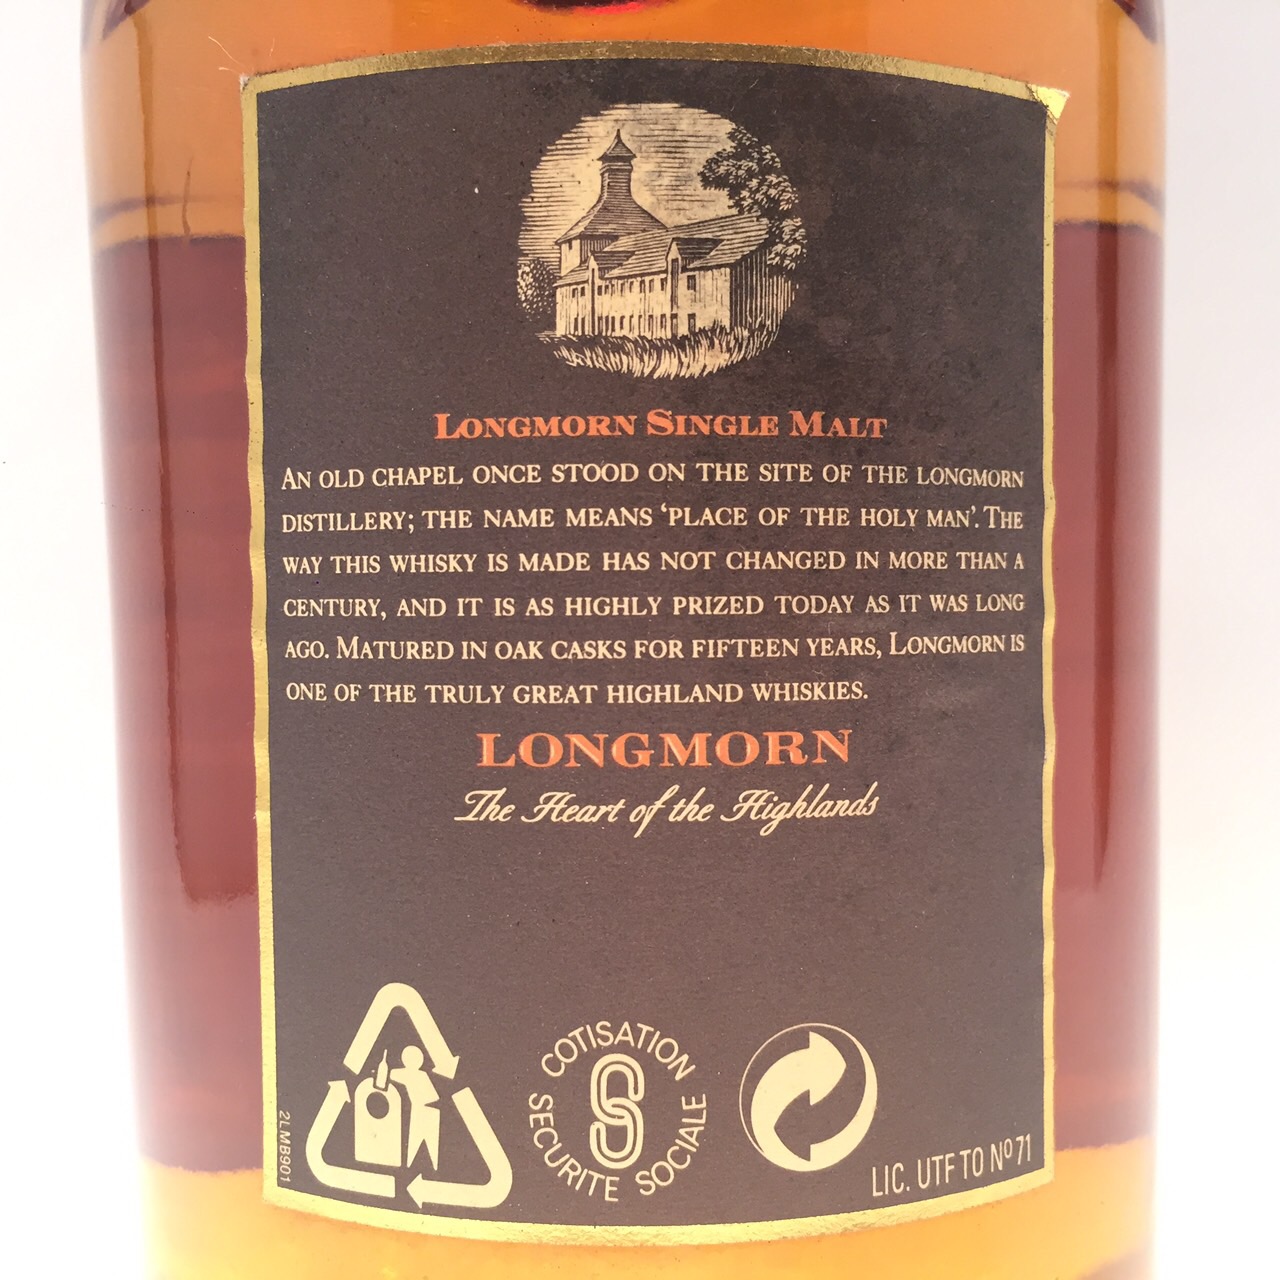 LONGMORN SINGLE MALT
AN OLD CHAPEL ONCE STOOD ON THE SITE OF THE LONGMORN
DISTILLERY; THE NAME MEANS ‘PLACE OF THE HOLY MAN’. THE
WAY THIS WHISKY IS MADE HAS NOT CHANGED IN MORE THAN A
CENTURY, AND IT IS AS HIGHLY PRIZED TODAY AS IT WAS LONG
AGO. MATURED IN OAK CASKS FOR FIFTEEN YEARS, LONGMORN IS
ONE OF THE TRULY GREAT HIGHLAND WHISKIES.
LONGMORN
The Heart of the Highlands
2LMB901
COTISATION
SECURITE SOCIALE
SS
LIC. UTF TO Nº 71